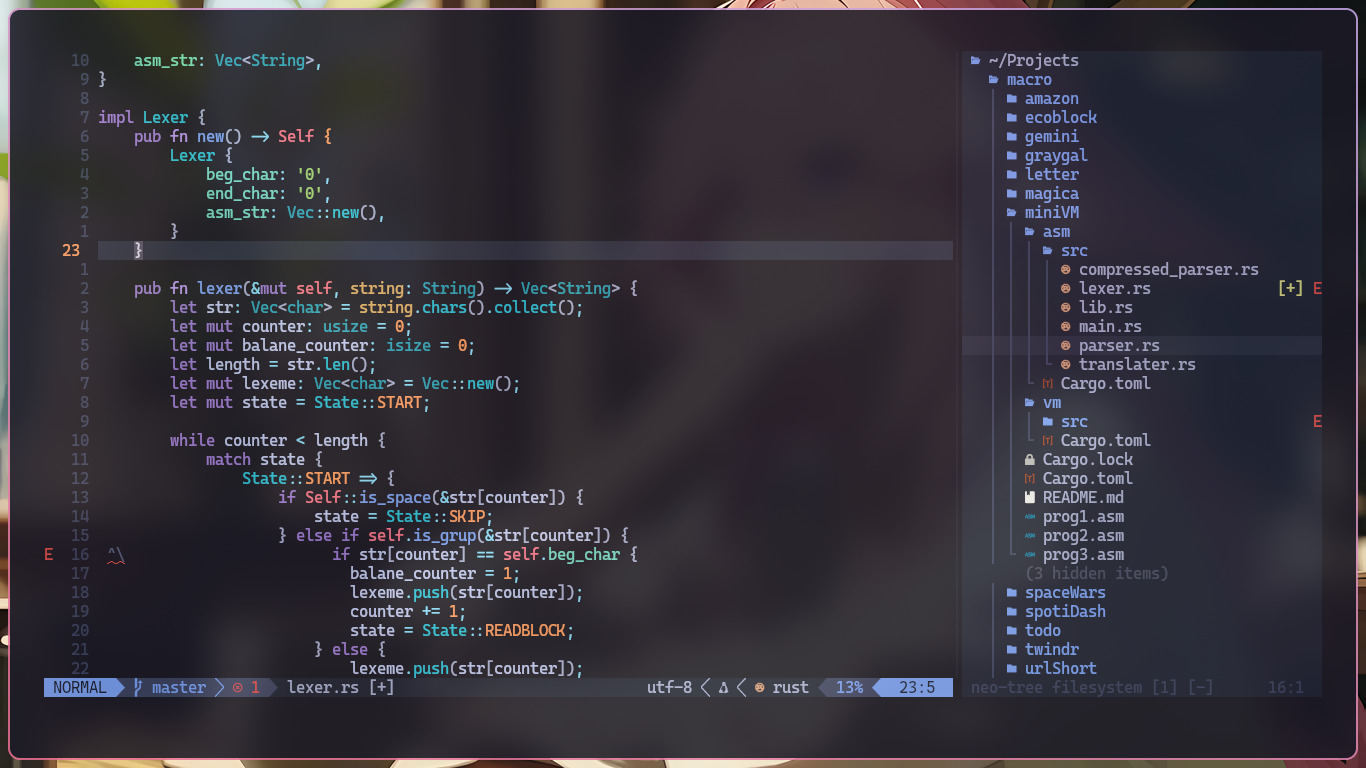 10     asm_str: Vec<String>,
9 }
8
7 impl Lexer {
6     pub fn new() -> Self {
5         Lexer {
4             beg_char: '0',
3             end_char: '0',
2             asm_str: Vec::new(),
1         }
23     }
1
2     pub fn lexer(&mut self, string: String) -> Vec<String> {
3         let str: Vec<char> = string.chars().collect();
4         let mut counter: usize = 0;
5         let mut balane_counter: isize = 0;
6         let length = str.len();
7         let mut lexeme: Vec<char> = Vec::new();
8         let mut state = State::START;
9
10         while counter < length {
11             match state {
12                 State::START => {
13                     if Self::is_space(&str[counter]) {
14                         state = State::SKIP;
15                     } else if self.is_grup(&str[counter]) {
E 16 ^\                       if str[counter] == self.beg_char {
17                             balane_counter = 1;
18                             lexeme.push(str[counter]);
19                             counter += 1;
20                             state = State::READBLOCK;
21                         } else {
22                             lexeme.push(str[counter]);
NORMAL master 1 lexer.rs [+] utf-8 rust 13% 23:5
~/Projects
macro
amazon
ecoblock
gemini
graygal
letter
magica
miniVM
asm
src
compressed_parser.rs
lexer.rs [+] E
lib.rs
main.rs
parser.rs
translater.rs
Cargo.toml
vm
src E
Cargo.toml
Cargo.lock
Cargo.toml
README.md
prog1.asm
prog2.asm
prog3.asm
(3 hidden items)
spaceWars
spotiDash
todo
twindr
urlShort
neo-tree filesystem [1] [-] 16:1